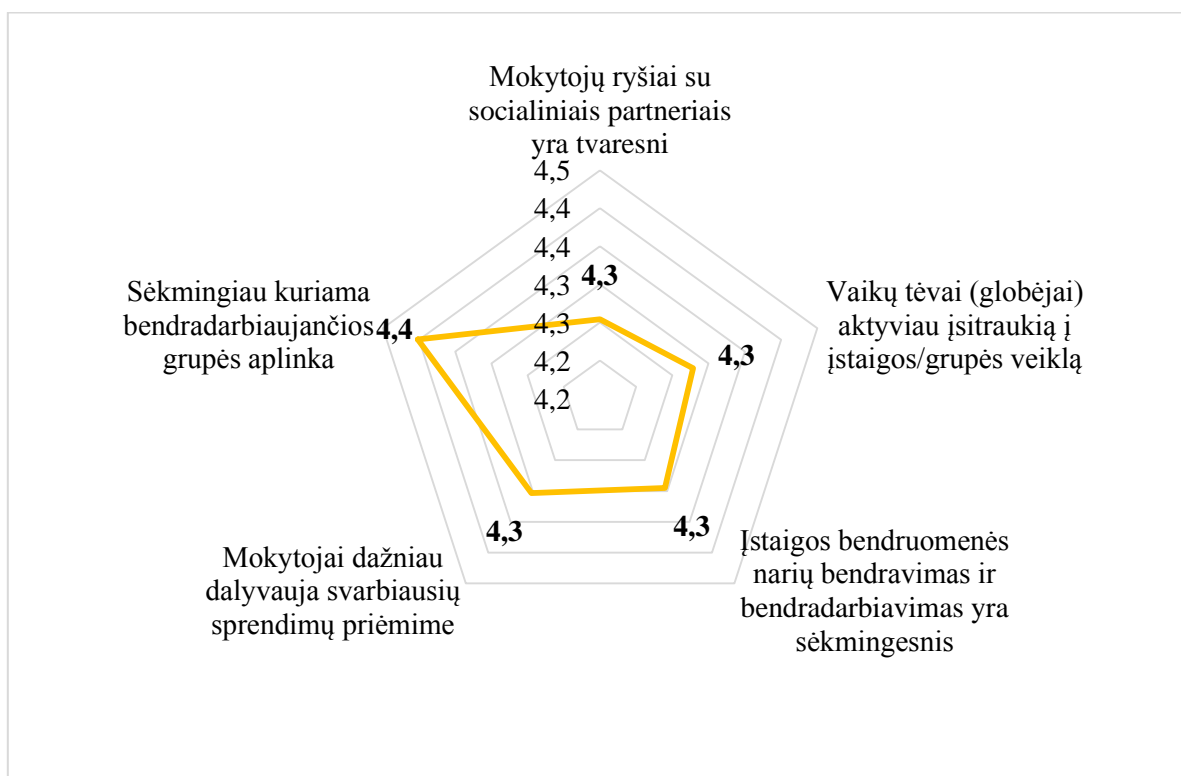 Mokytojų ryšiai su
socialiniais partneriais
yra tvaresni
4,5
4,4
4,4
4,3
4,3
4,2
4,2
4,3
Vaikų tėvai (globėjai)
aktyviau įsitraukią į
įstaigos/grupės veiklą
4,3
Įstaigos bendruomenės
narių bendravimas ir
bendradarbiavimas yra
sėkmingesnis
4,3
Mokytojai dažniau
dalyvauja svarbiausių
sprendimų priėmime
4,3
Sėkmingiau kuriama
bendradarbiaujančios
grupės aplinka
4,4